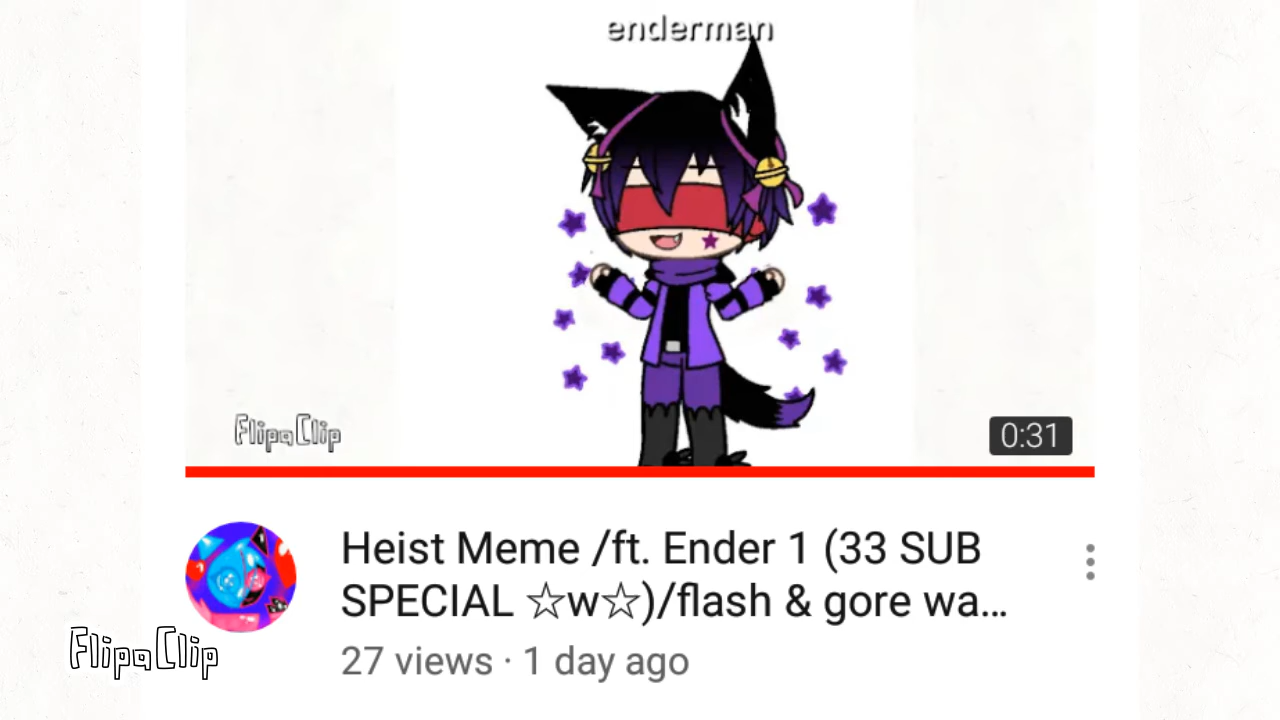 enderman
FlipaClip
0:31
Heist Meme /ft. Ender 1 (33 SUB
SPECIAL ☆w☆)/flash & gore wa...
FlipaClip
27 views · 1 day ago